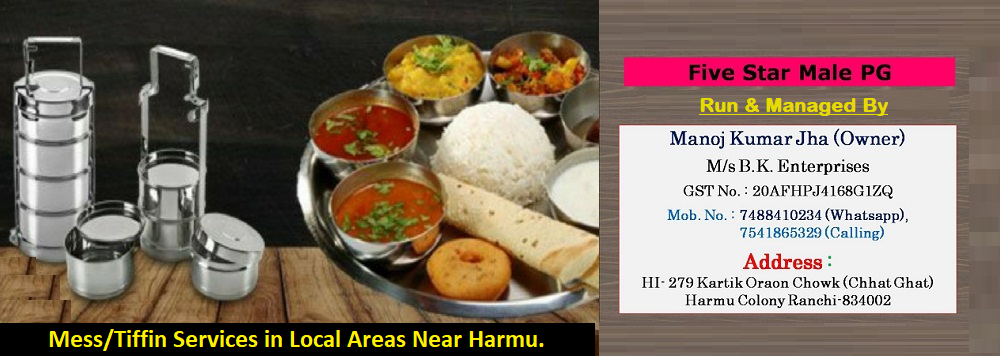 Five Star Male PG
Run & Managed By
Manoj Kumar Jha (Owner)
M/s B.K. Enterprises
GST No. : 20AFHPJ4168G1ZQ
Mob. No. : 7488410234 (Whatsapp),
7541865329 (Calling)
Address :
HI- 279 Kartik Oraon Chowk (Chhat Ghat)
Harmu Colony Ranchi-834002
Mess/Tiffin Services in Local Areas Near Harmu.